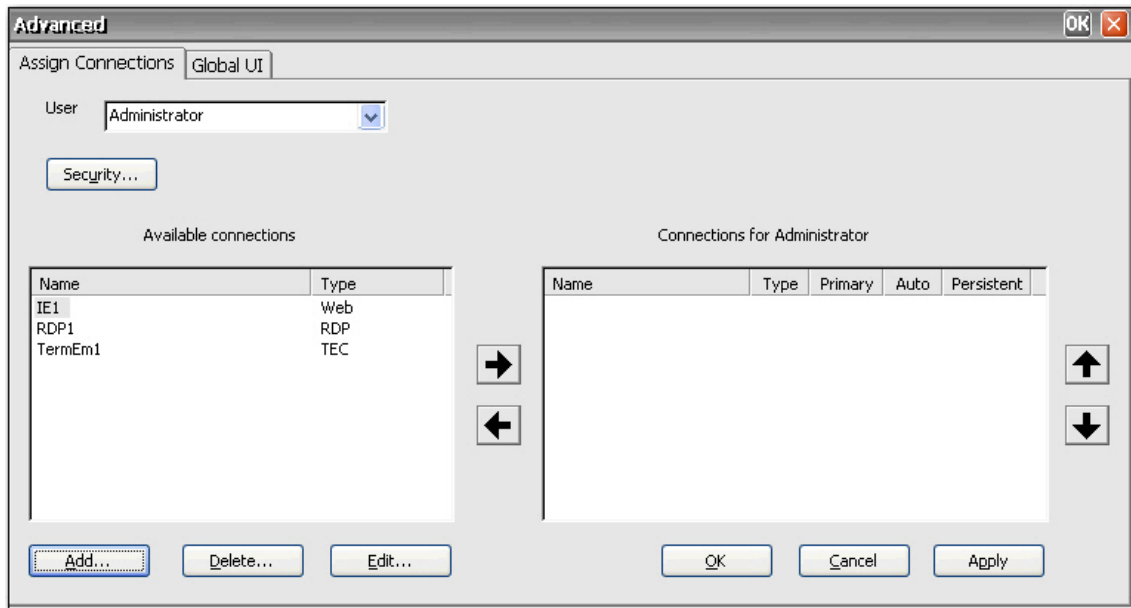 Advanced OK
Assign Connections Global UI
User Administrator
Security...
Available connections Connections for Administrator
Name Type Name Type Primary Auto Persistent
IE1 Web
RDP1 RDP
TermEm1 TEC
Add... Delete... Edit... OK Cancel Apply